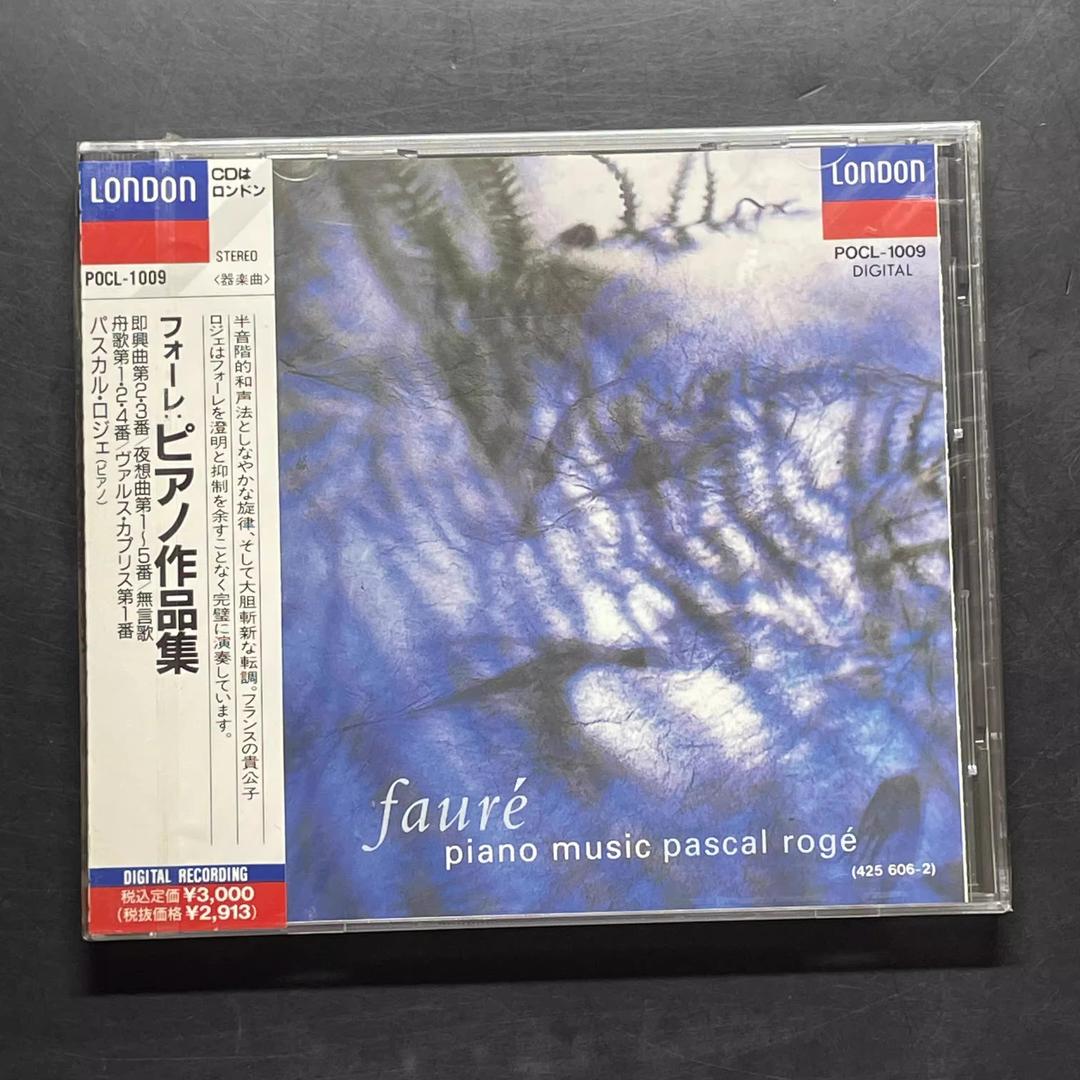 LONDON
CDは
ロンドン
STEREO
POCL-1009
〈器楽曲〉
半音階的和声法としなやかな旋律、そして大胆斬新な転調。フランスの貴公子
ロジェはフォーレを澄明と抑制を余すことなく完璧に演奏しています。
フォーレ:ピアノ作品集
即興曲第2・3番/夜想曲第1〜5番/無言歌
舟歌第1・2・4番/ヴァルス・カプリス第1番
パスカル・ロジェ(ピアノ)
DIGITAL RECORDING
税込定価¥3,000
(税抜価格¥2,913)
LONDON
POCL-1009
DIGITAL
fauré
piano music pascal rogé
(425 606-2)